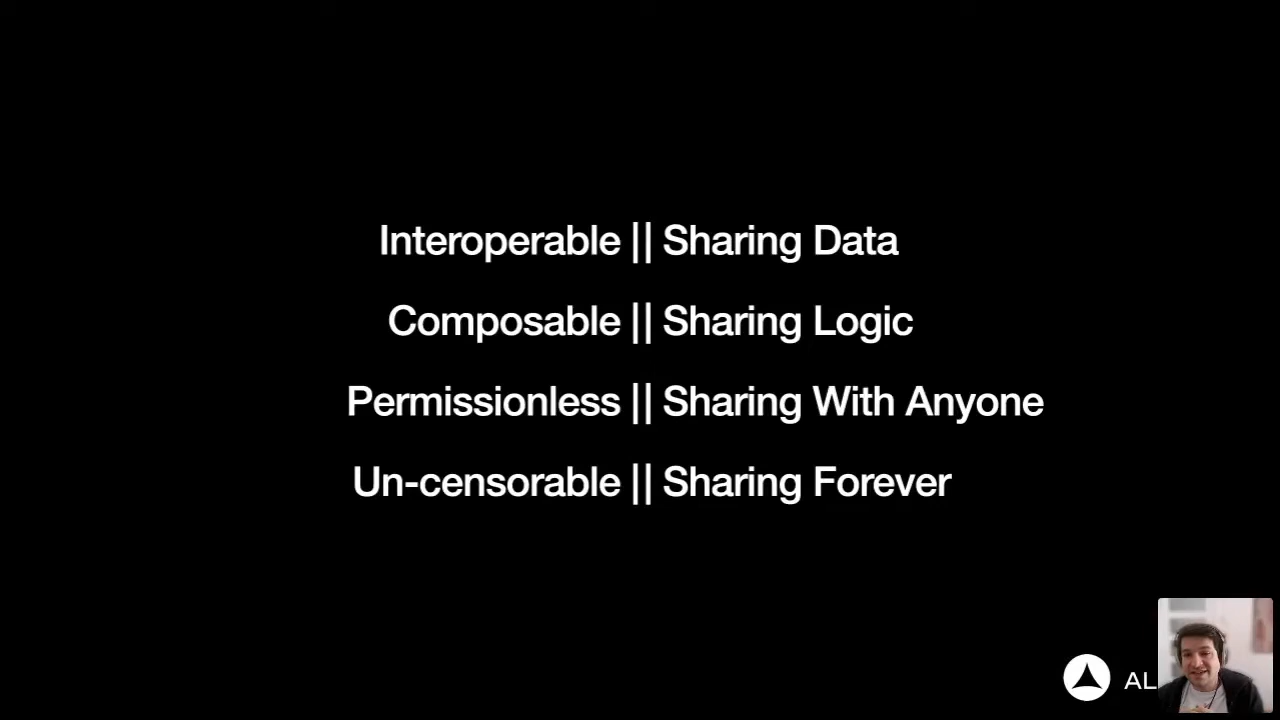 Interoperable || Sharing Data
Composable || Sharing Logic
Permissionless || Sharing With Anyone
Un-censorable || Sharing Forever
AL